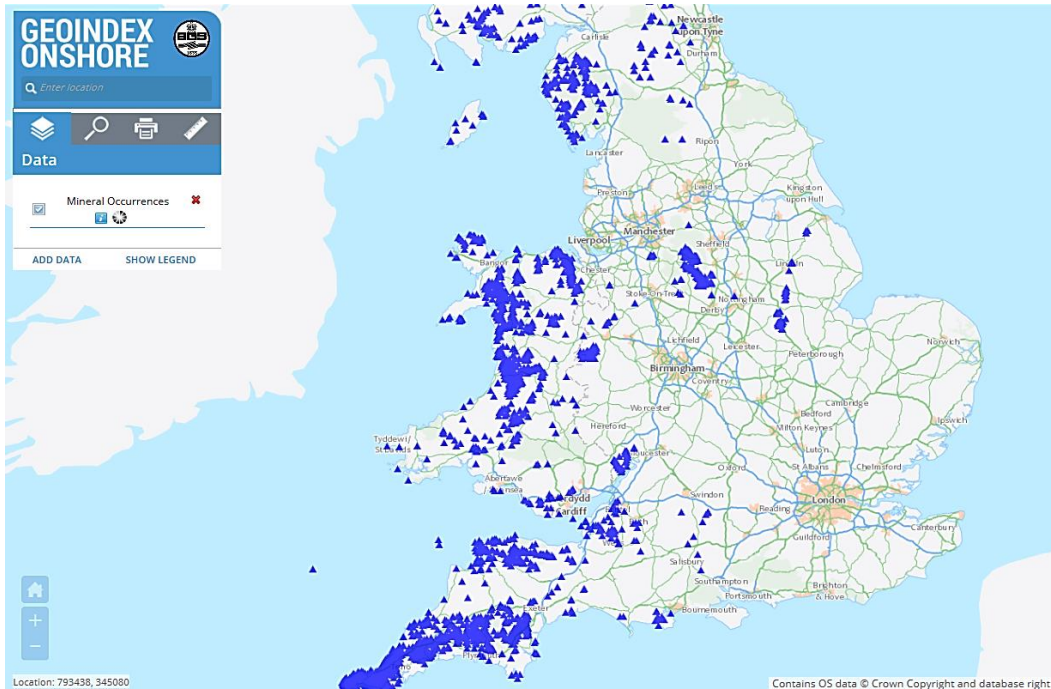 GEOINDEX
ONSHORE
Enter location
Data
Mineral Occurrences
ADD DATA
SHOW LEGEND
Newcastle
upon Tyne
Carlisle
Durham
Ripon
Lancaster
York
Preston
Leeds
Kingston
upon Hull
Manchester
Liverpool
Sheffield
Bangor
Chester
Lincoln
Stoke-On-Trent
Nottingham
Derby
Lichfield
Norwich
Leicester
Peterborough
Birmingham
Coventry
Worcester
Cambridge
Hereford
Bedford
Ipswich
Milton Keynes
Tyddewi/
St Davids
Gloucester
Luton
Oxford
St Albans
Chelmsford
Abertawe
Swindon
London
Cardiff
Reading
Canterbury
Guildford
Salisbury
Southampton
Brighton
& Hove
Portsmouth
Bournemouth
Exeter
Location: 793438, 345080
Contains OS data © Crown Copyright and database right